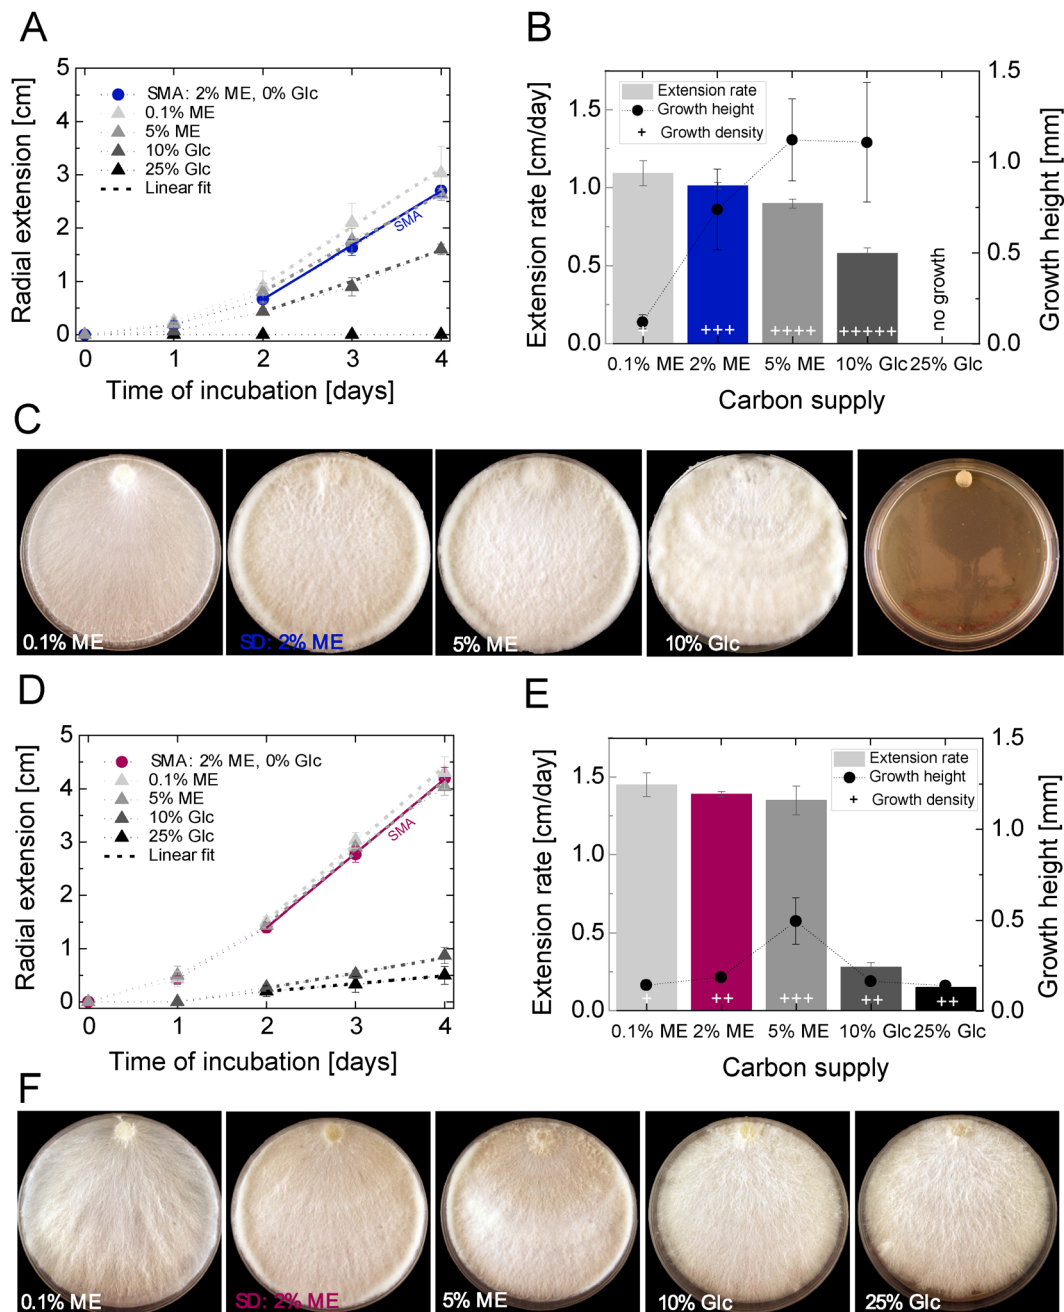 A
Radial extension [cm]
5
4
3
2
1
0
SMA: 2% ME, 0% Glc
0.1% ME
5% ME
10% Glc
25% Glc
Linear fit
SMA
0 1 2 3 4
Time of incubation [days]
B
Extension rate [cm/day]
1.5
1.0
0.5
0.0
Extension rate
Growth height
+ Growth density
+
+++
++++
+++++
no growth
1.5
1.0
0.5
0.0
Growth height [mm]
0.1% ME 2% ME 5% ME 10% Glc 25% Glc
Carbon supply
C
0.1% ME
SD: 2% ME
5% ME
10% Glc
D
Radial extension [cm]
5
4
3
2
1
0
SMA: 2% ME, 0% Glc
0.1% ME
5% ME
10% Glc
25% Glc
Linear fit
SMA
0 1 2 3 4
Time of incubation [days]
E
Extension rate [cm/day]
1.5
1.0
0.5
0.0
Extension rate
Growth height
+ Growth density
+
++
+++
++
++
1.5
1.0
0.5
0.0
Growth height [mm]
0.1% ME 2% ME 5% ME 10% Glc 25% Glc
Carbon supply
F
0.1% ME
SD: 2% ME
5% ME
10% Glc
25% Glc